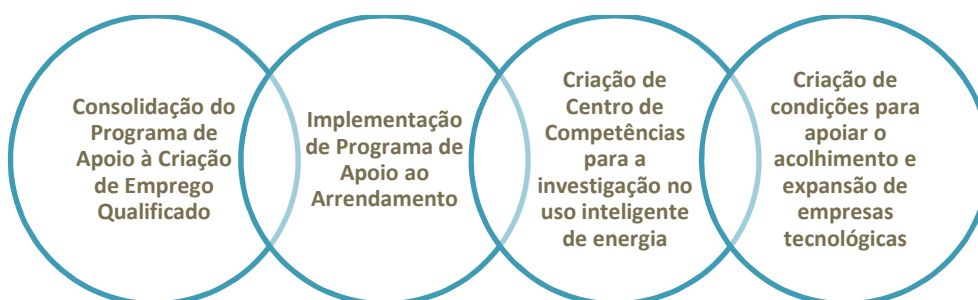 Consolidação do
Programa de
Apoio à Criação
de Emprego
Qualificado
Implementação
de Programa de
Apoio ao
Arrendamento
Criação de
Centro de
Competências
para a
investigação no
uso inteligente
de energia
Criação de
condições para
apoiar o
acolhimento e
expansão de
empresas
tecnológicas